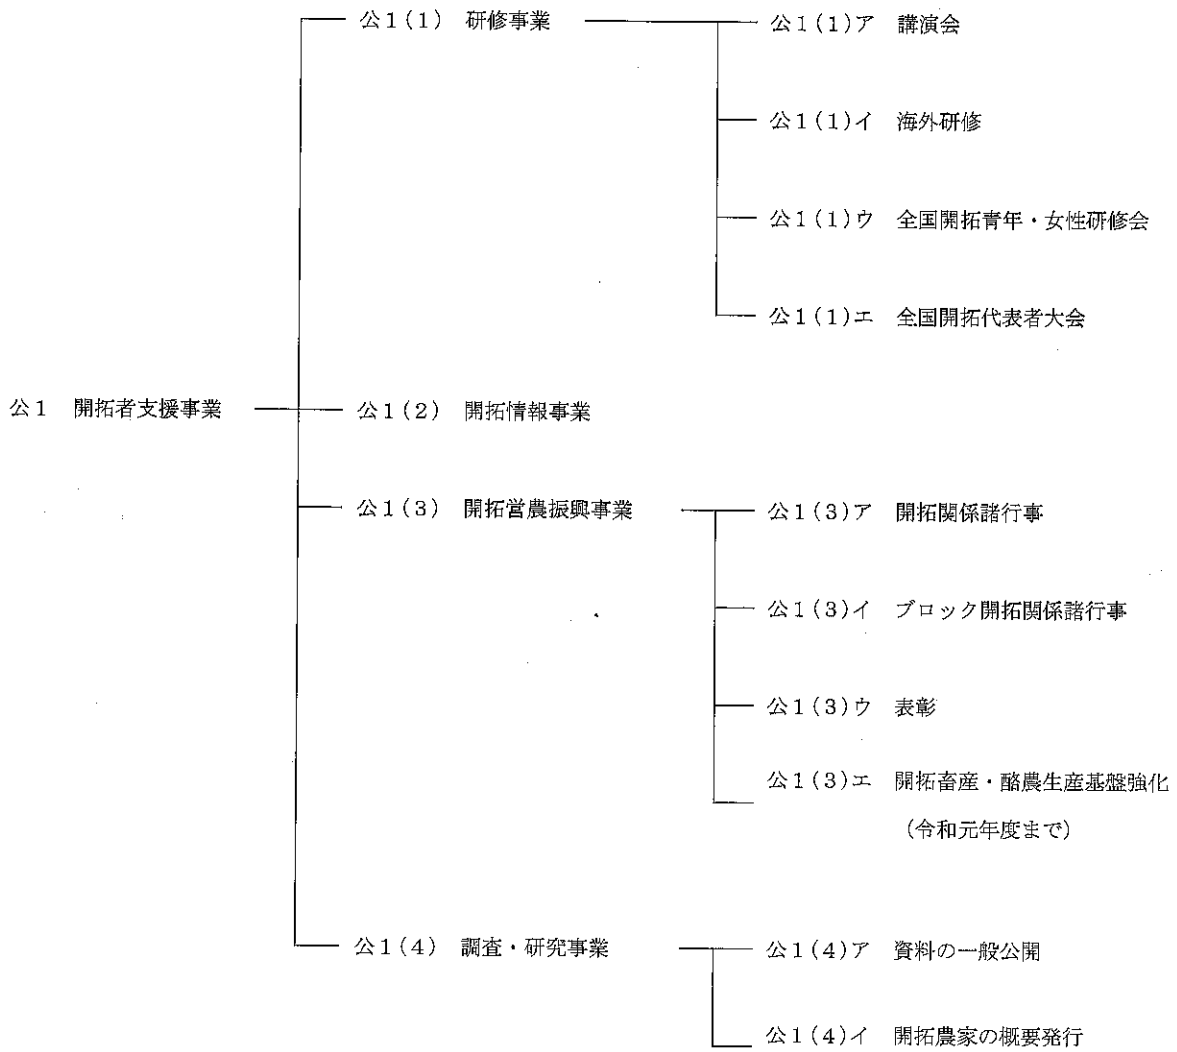 公1(1) 研修事業
公1(1)ア 講演会
公1(1)イ 海外研修
公1(1)ウ 全国開拓青年・女性研修会
公1(1)エ 全国開拓代表者大会
公1 開拓者支援事業
公1(2) 開拓情報事業
公1(3) 開拓営農振興事業
公1(3)ア 開拓関係諸行事
公1(3)イ ブロック開拓関係諸行事
公1(3)ウ 表彰
公1(3)エ 開拓畜産・酪農生産基盤強化
(令和元年度まで)
公1(4) 調査・研究事業
公1(4)ア 資料の一般公開
公1(4)イ 開拓農家の概要発行